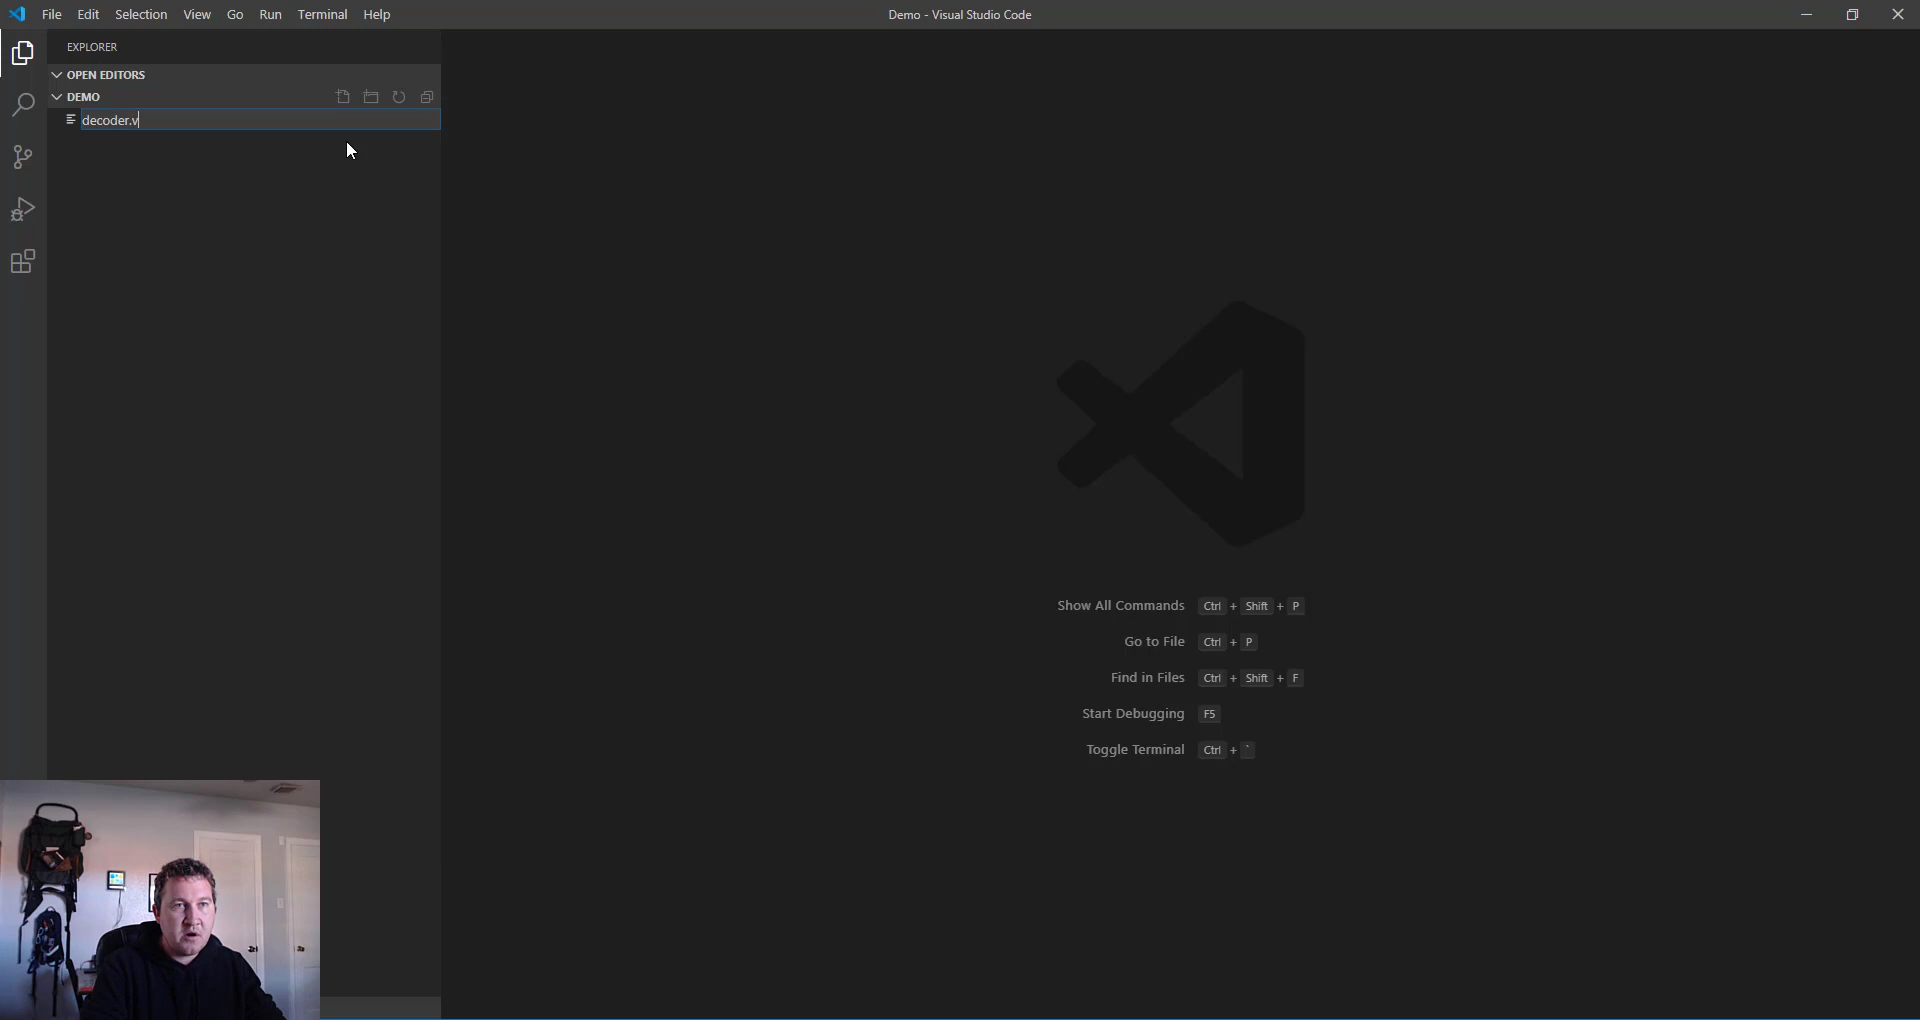 File Edit Selection View Go Run Terminal Help
Demo - Visual Studio Code
EXPLORER
OPEN EDITORS
DEMO
decoder.v
Show All Commands Ctrl + Shift + P
Go to File Ctrl + P
Find in Files Ctrl + Shift + F
Start Debugging F5
Toggle Terminal Ctrl + `